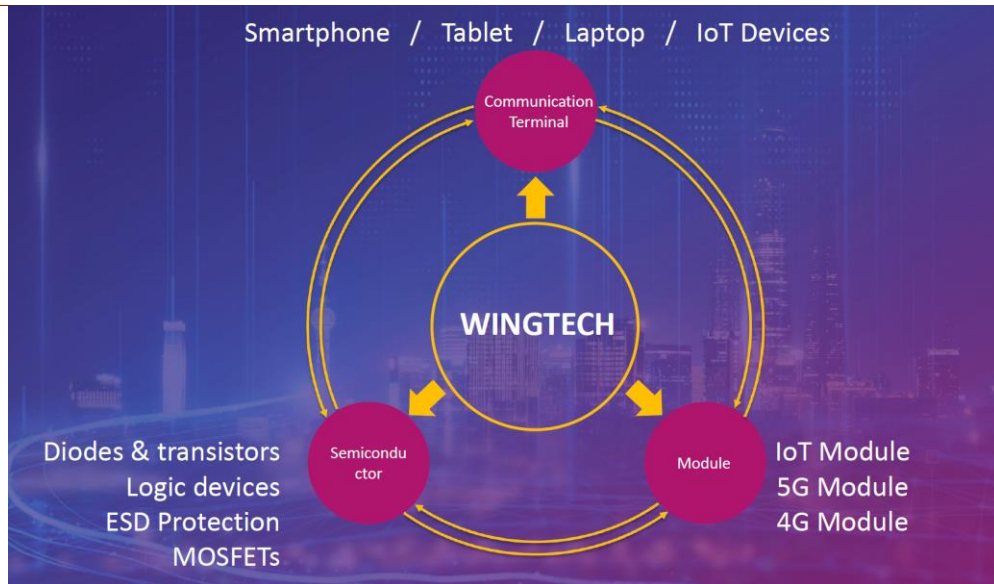 Smartphone / Tablet / Laptop / IoT Devices
Communication
Terminal
WINGTECH
Diodes & transistors
Logic devices
ESD Protection
MOSFETs
Semicondu
ctor
Module
IoT Module
5G Module
4G Module